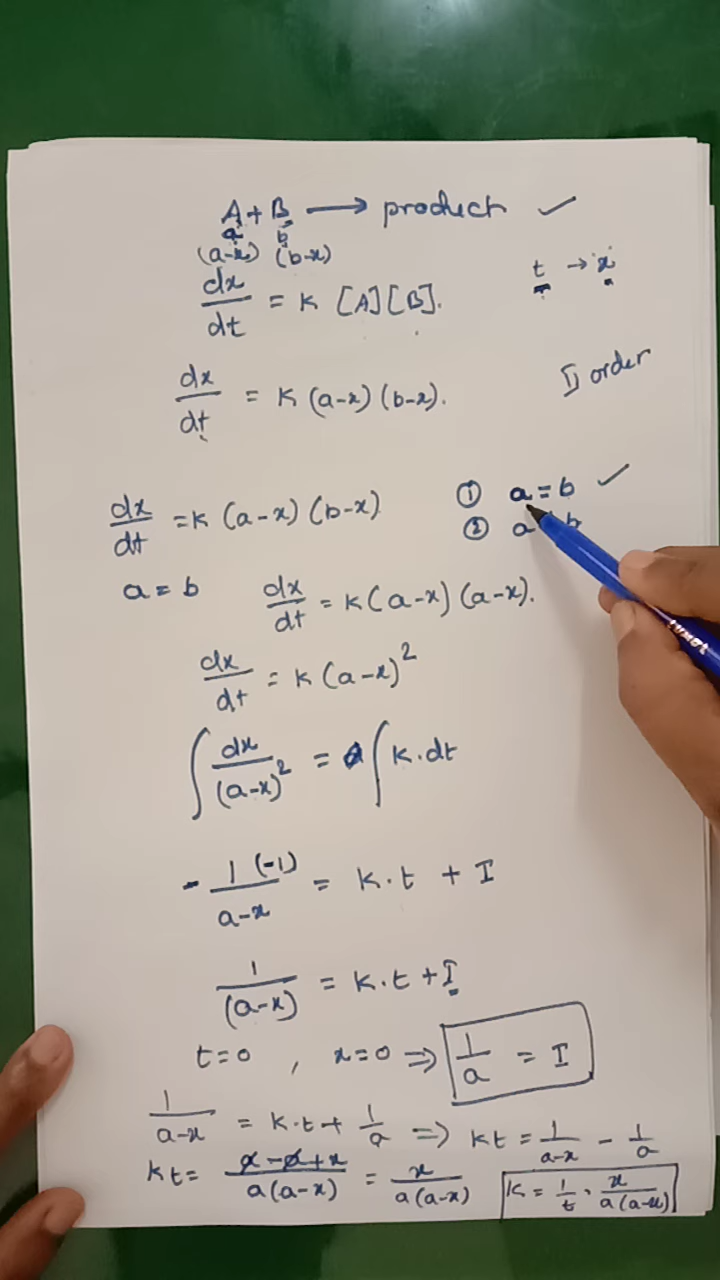 A + B ⟶ product ✓
a b
(a-x) (b-x)
t → x
dx/dt = K [A][B].
II order
dx/dt = K (a-x) (b-x).
dx/dt = K (a-x) (b-x)
① a = b ✓
② a b
a = b dx/dt = K (a-x) (a-x).
dx/dt = K (a-x)²
∫ dx/(a-x)² = ∫ K.dt
- 1 (-1)/a-x = K.t + I
1/(a-x) = K.t + I
t=0 , x=0 ⇒ 1/a = I
1/a-x = K.t + 1/a ⇒ Kt = 1/a-x - 1/a
Kt = a-a+x/a(a-x) = x/a(a-x) K = 1/t . x/a(a-x)